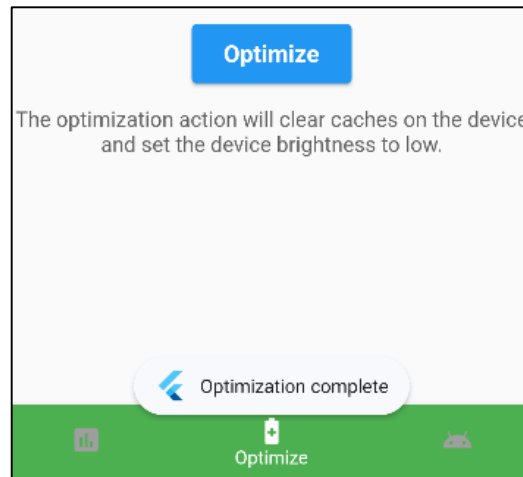 Optimize
The optimization action will clear caches on the device
and set the device brightness to low.
Optimization complete
Optimize